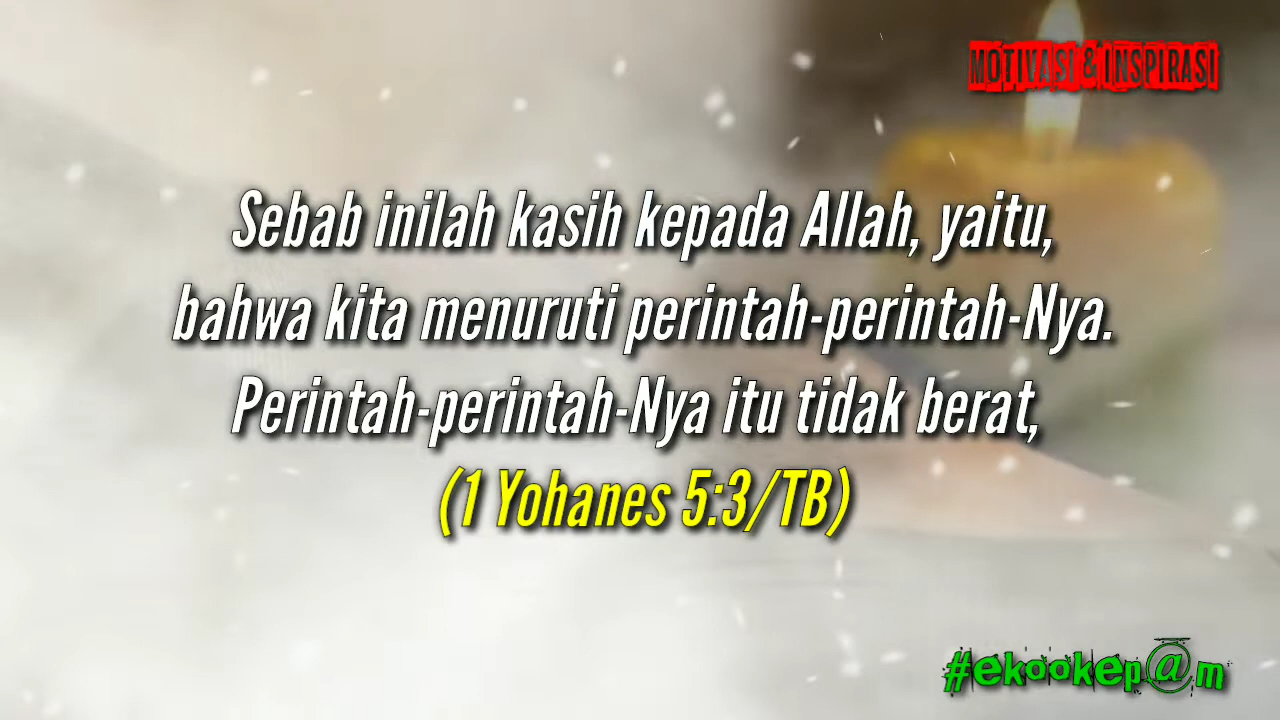 MOTIVASI & INSPIRASI
Sebab inilah kasih kepada Allah, yaitu,
bahwa kita menuruti perintah-perintah-Nya.
Perintah-perintah-Nya itu tidak berat,
(1 Yohanes 5:3/TB)
#ekookep@m